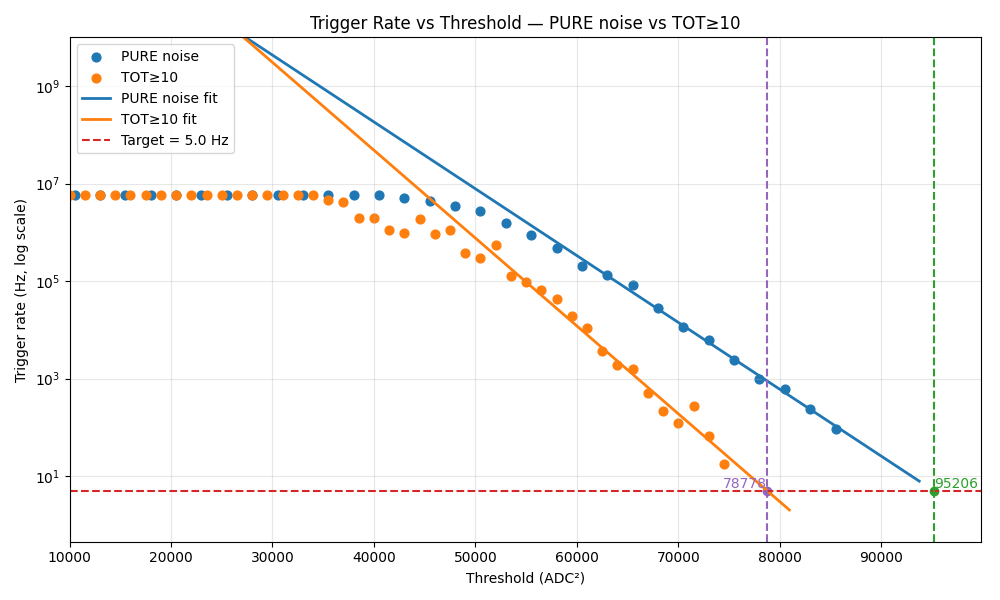 Trigger Rate vs Threshold — PURE noise vs TOT≥10
PURE noise
TOT≥10
PURE noise fit
TOT≥10 fit
Target = 5.0 Hz
Trigger rate (Hz, log scale)
10⁹
10⁷
10⁵
10³
10¹
78778
95206
10000
20000
30000
40000
50000
60000
70000
80000
90000
Threshold (ADC²)